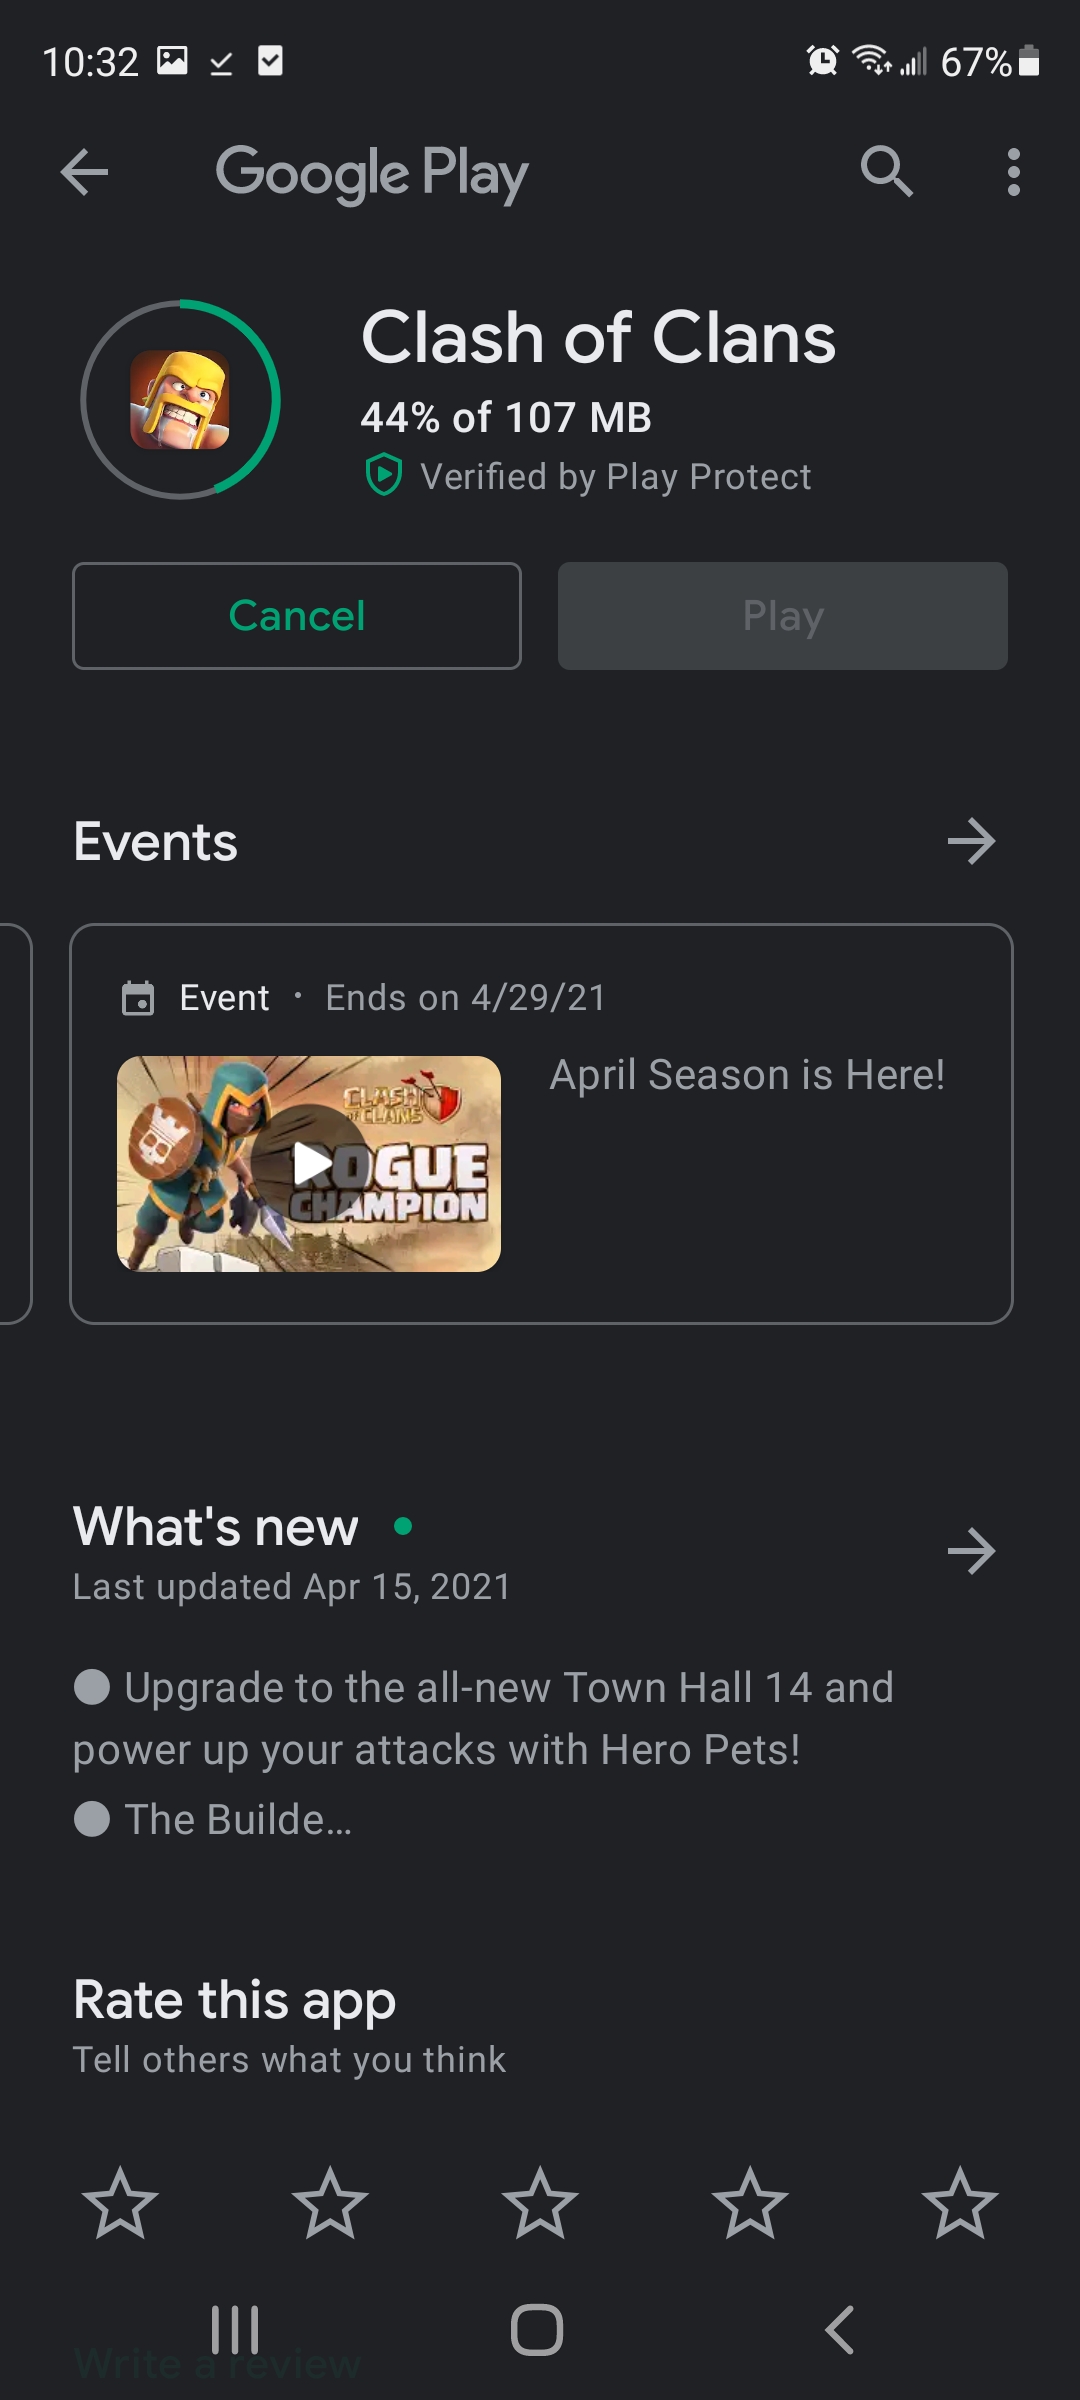 10:32
67%
Google Play
Clash of Clans
44% of 107 MB
Verified by Play Protect
Cancel
Play
Events
Event • Ends on 4/29/21
April Season is Here!
CLASH
OF CLANS
ROGUE
CHAMPION
What's new
Last updated Apr 15, 2021
● Upgrade to the all-new Town Hall 14 and
power up your attacks with Hero Pets!
● The Builde…
Rate this app
Tell others what you think
Write a review